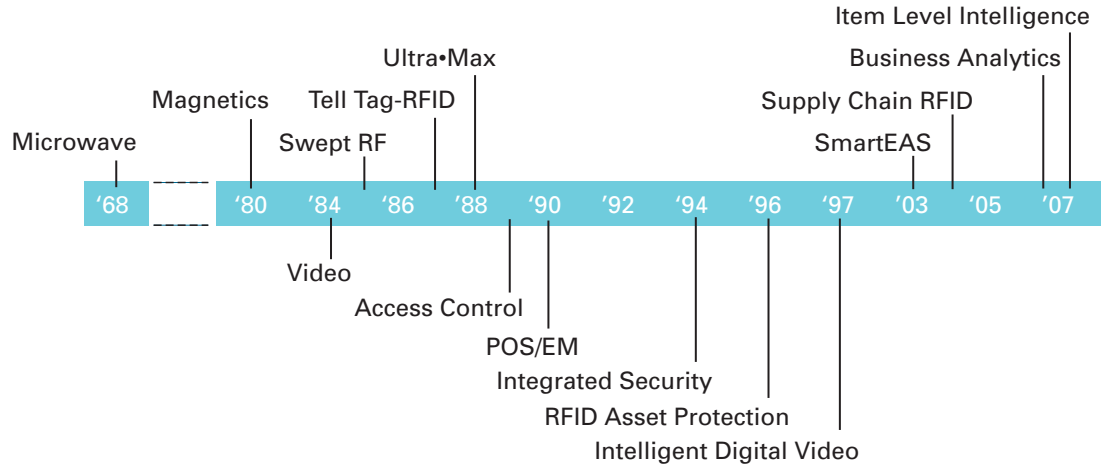 Item Level Intelligence
Ultra•Max
Business Analytics
Magnetics
Tell Tag-RFID
Supply Chain RFID
Microwave
Swept RF
SmartEAS
‘68 ‘80 ‘84 ‘86 ‘88 ‘90 ‘92 ‘94 ‘96 ‘97 ‘03 ‘05 ‘07
Video
Access Control
POS/EM
Integrated Security
RFID Asset Protection
Intelligent Digital Video